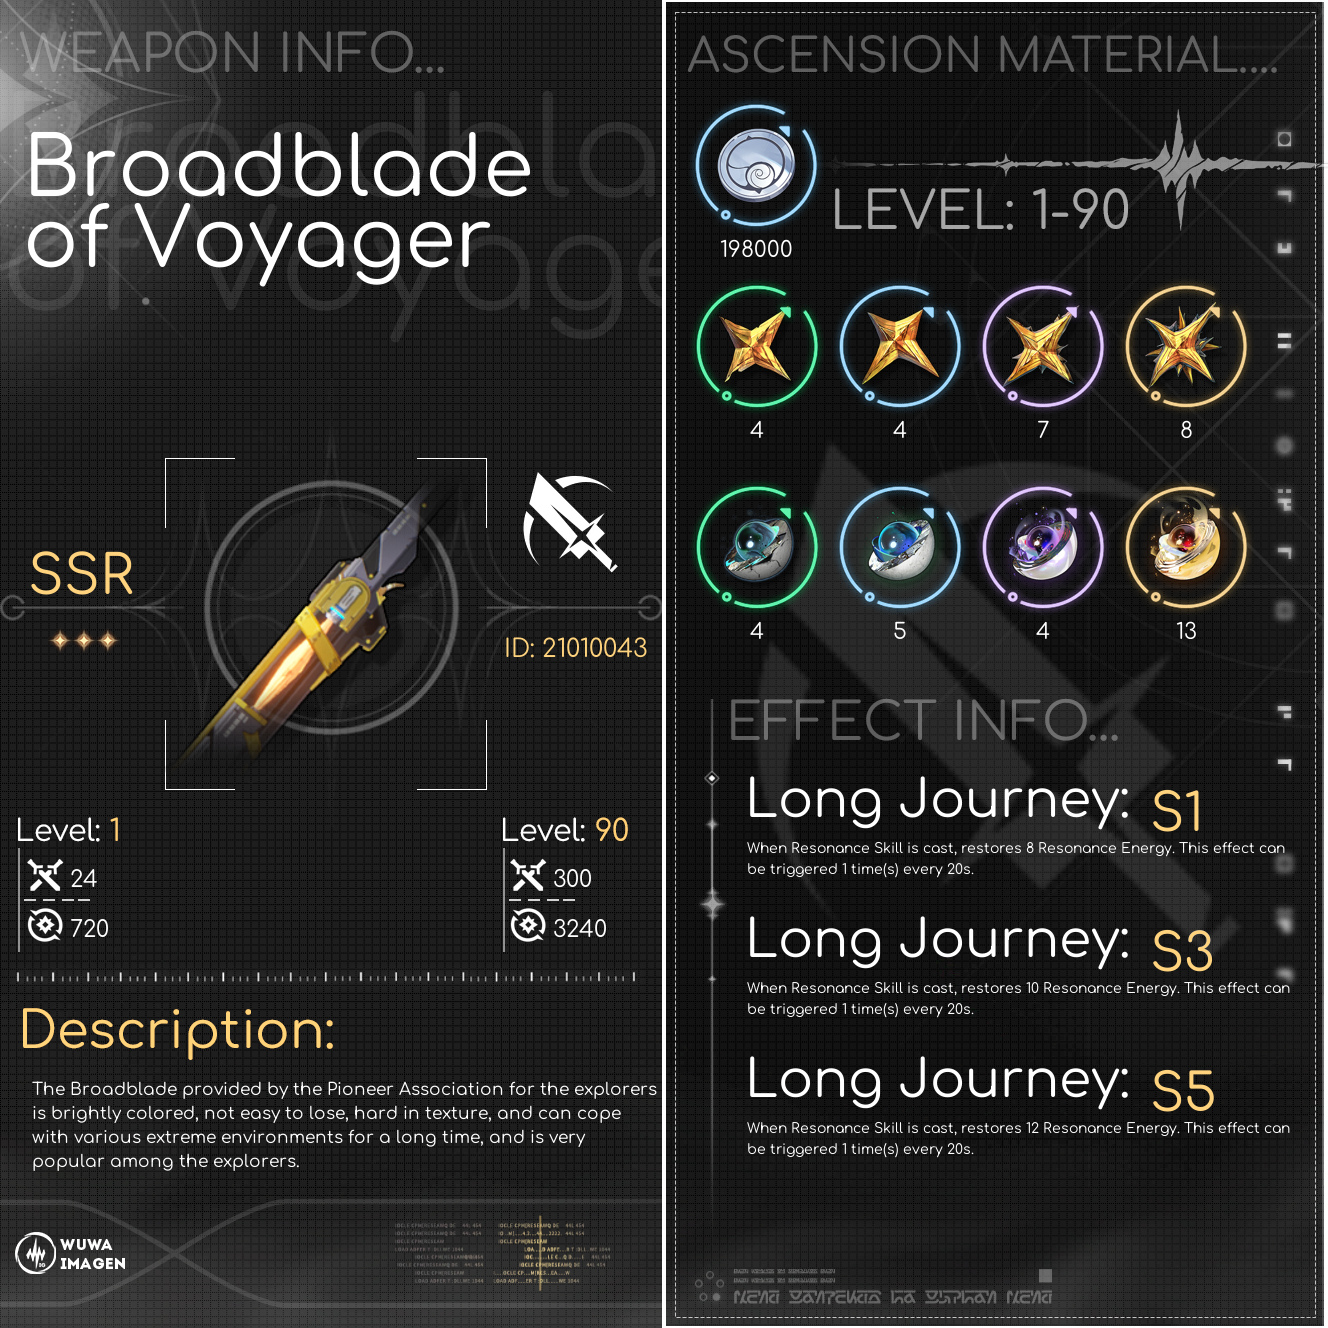 WEAPON INFO...
Broadblade
of Voyager
SSR
ID: 21010043
Level: 1
24
720
Level: 90
300
3240
Description:
The Broadblade provided by the Pioneer Association for the explorers
is brightly colored, not easy to lose, hard in texture, and can cope
with various extreme environments for a long time, and is very
popular among the explorers.
WUWA
IMAGEN
ASCENSION MATERIAL....
LEVEL: 1-90
198000
4 4 7 8
4 5 4 13
EFFECT INFO...
Long Journey: S1
When Resonance Skill is cast, restores 8 Resonance Energy. This effect can
be triggered 1 time(s) every 20s.
Long Journey: S3
When Resonance Skill is cast, restores 10 Resonance Energy. This effect can
be triggered 1 time(s) every 20s.
Long Journey: S5
When Resonance Skill is cast, restores 12 Resonance Energy. This effect can
be triggered 1 time(s) every 20s.